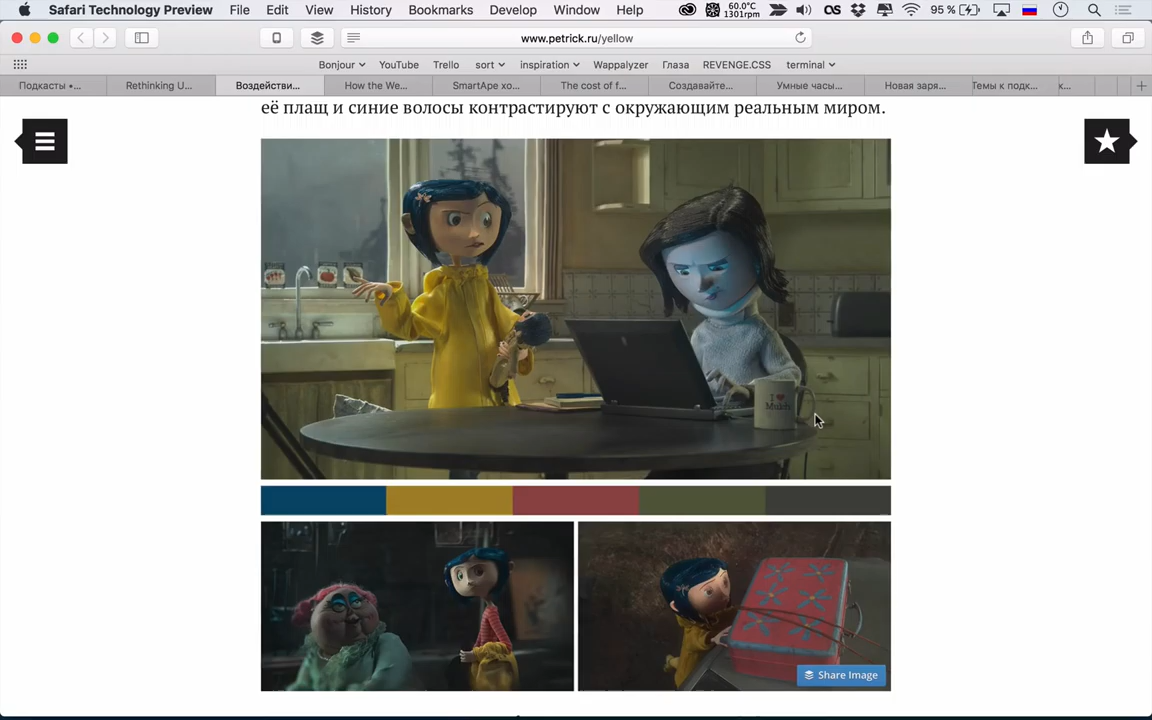 Safari Technology Preview File Edit View History Bookmarks Develop Window Help 60.0°C 1301rpm 95 %
www.petrick.ru/yellow
Bonjour YouTube Trello sort inspiration Wappalyzer Глаза REVENGE.CSS terminal
Подкасты •... Rethinking U... Воздействи... How the We... SmartApe хо... The cost of f... Создавайте... Умные часы... Новая заря... Темы к подк... к...
её плащ и синие волосы контрастируют с окружающим реальным миром.
I
Share Image